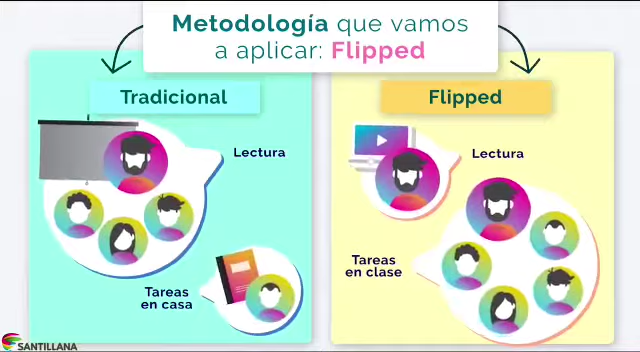 Metodología que vamos
a aplicar: Flipped
Tradicional
Lectura
Tareas
en casa
Flipped
Lectura
Tareas
en clase
SANTILLANA